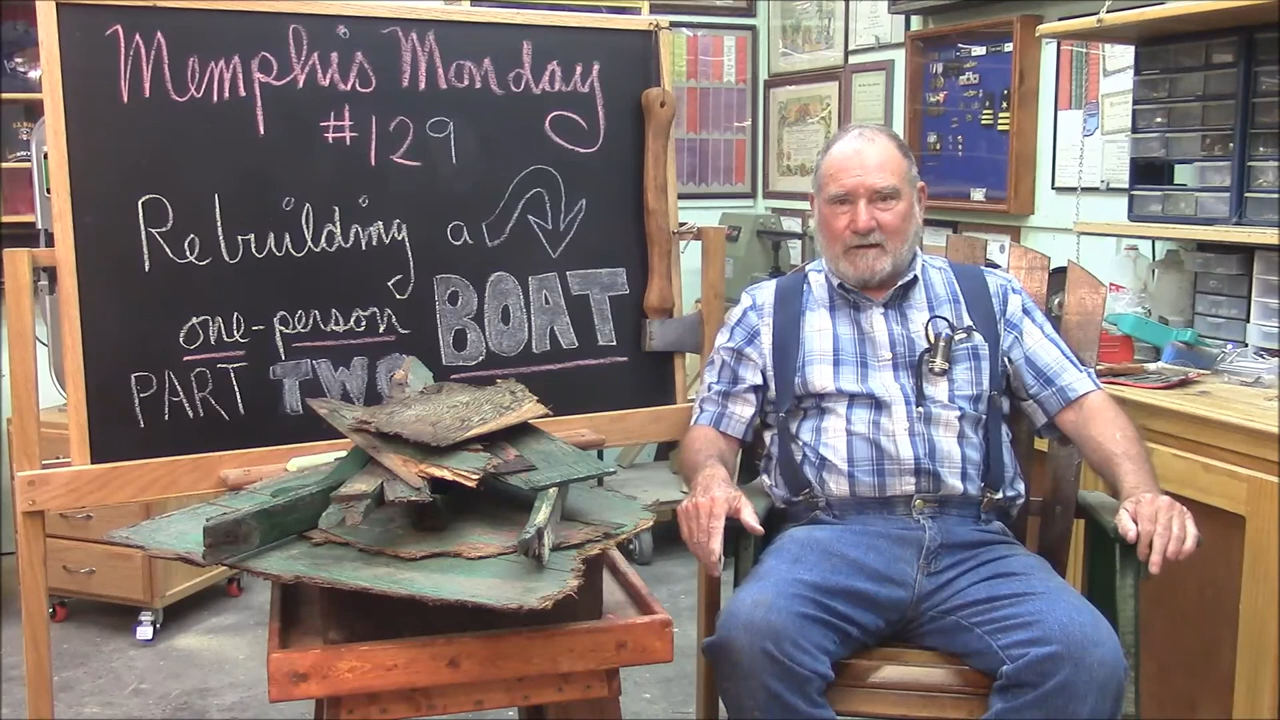 Memphis Monday
#129
Rebuilding a
one-person BOAT
PART TWO